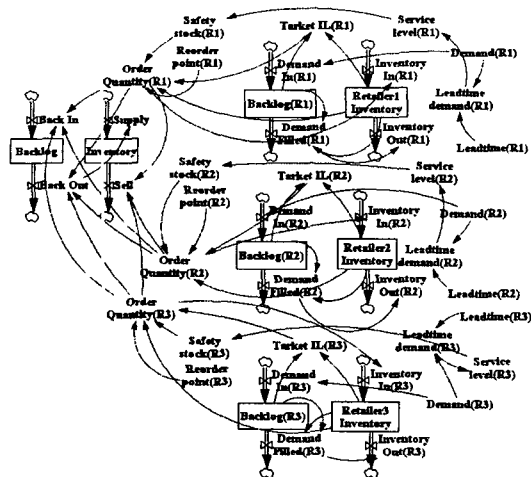 Safety
stock(R1)
Tarket IL(R1)
Service
level(R1)
Reorder
point(R1)
Demand(R1)
Order
Quantity(R1)
Demand
In(R1)
Inventory
In(R1)
Leadtime
demand(R1)
Backlog(R1)
Retailer1
Inventory
Back In
Supply
Demand
Filled(R1)
Inventory
Out(R1)
Leadtime(R1)
Backlog
Inventory
Safety
stock(R2)
Tarket IL(R2)
Service
level(R2)
Back Out
Sell
Reorder
point(R2)
Demand
In(R2)
Inventory
In(R2)
Demand(R2)
Order
Quantity(R2)
Backlog(R2)
Retailer2
Inventory
Leadtime
demand(R2)
Demand
Filled(R2)
Inventory
Out(R2)
Leadtime(R2)
Order
Quantity(R3)
Leadtime(R3)
Safety
stock(R3)
Tarket IL(R3)
Leadtime
demand(R3)
Reorder
point(R3)
Demand
In(R3)
Inventory
In(R3)
Service
level(R3)
Backlog(R3)
Retailer3
Inventory
Demand(R3)
Demand
Filled(R3)
Inventory
Out(R3)